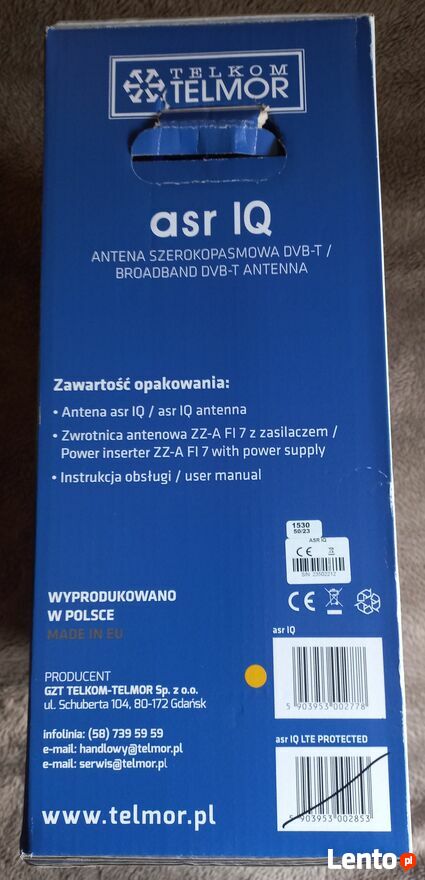 TELKOM
TELMOR
asr IQ
ANTENA SZEROKOPASMOWA DVB-T /
BROADBAND DVB-T ANTENNA
Zawartość opakowania:
• Antena asr IQ / asr IQ antenna
• Zwrotnica antenowa ZZ-A FI 7 z zasilaczem /
Power inserter ZZ-A FI 7 with power supply
• Instrukcja obsługi / user manual
1530
50/23
ASR IQ
CE
S/N: 23502212
CE
WYPRODUKOWANO
W POLSCE
MADE IN EU
asr IQ
5 903953 002778
PRODUCENT
GZT TELKOM-TELMOR Sp. z o.o.
ul. Schuberta 104, 80-172 Gdańsk
infolinia: (58) 739 59 59
e-mail: handlowy@telmor.pl
e-mail: serwis@telmor.pl
asr IQ LTE PROTECTED
5 903953 002853
www.telmor.pl
Lento.pl